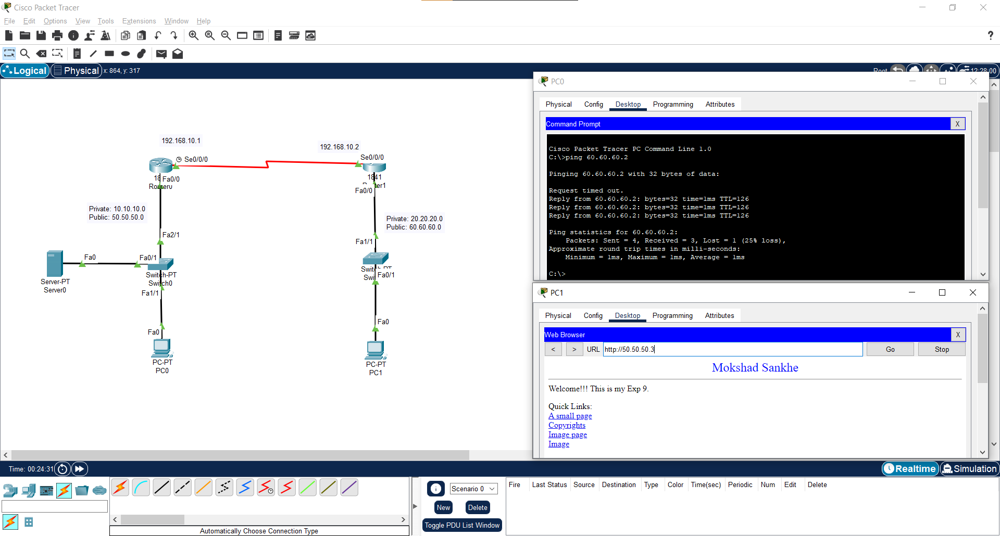 Cisco Packet Tracer
File Edit Options View Tools Extensions Window Help
?
Logical Physical x: 864, y: 317
Root 12:28:00
192.168.10.1
Se0/0/0
Fa0/0
192.168.10.2
Se0/0/0
1841
Fa0/0
Private: 10.10.10.0
Public: 50.50.50.0
Private: 20.20.20.0
Public: 60.60.60.0
Fa2/1
Fa1/1
Fa0
Fa0/1
Server-PT
Server0
Switch-PT
Switch0
Fa1/1
Fa0/1
Fa0
Fa0
PC-PT
PC0
PC-PT
PC1
PC0
Physical Config Desktop Programming Attributes
Command Prompt X
Cisco Packet Tracer PC Command Line 1.0
C:\>ping 60.60.60.2
Pinging 60.60.60.2 with 32 bytes of data:
Request timed out.
Reply from 60.60.60.2: bytes=32 time=1ms TTL=126
Reply from 60.60.60.2: bytes=32 time=1ms TTL=126
Reply from 60.60.60.2: bytes=32 time=1ms TTL=126
Ping statistics for 60.60.60.2:
Packets: Sent = 4, Received = 3, Lost = 1 (25% loss),
Approximate round trip times in milli-seconds:
Minimum = 1ms, Maximum = 1ms, Average = 1ms
C:\>
PC1
Physical Config Desktop Programming Attributes
Web Browser X
< > URL http://50.50.50.3 Go Stop
Mokshad Sankhe
Welcome!!! This is my Exp 9.
Quick Links:
A small page
Copyrights
Image page
Image
Time: 00:24:31
Realtime Simulation
Scenario 0
New Delete
Toggle PDU List Window
Fire Last Status Source Destination Type Color Time(sec) Periodic Num Edit Delete
Automatically Choose Connection Type